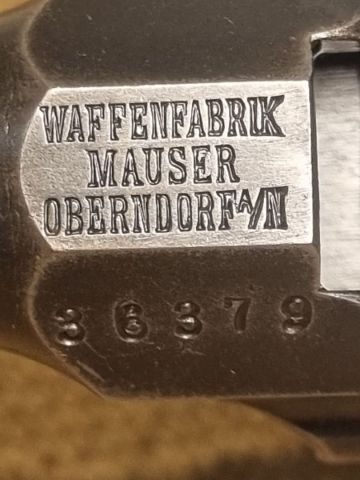 WAFFENFABRIK
MAUSER
OBERNDORF A/N
36379